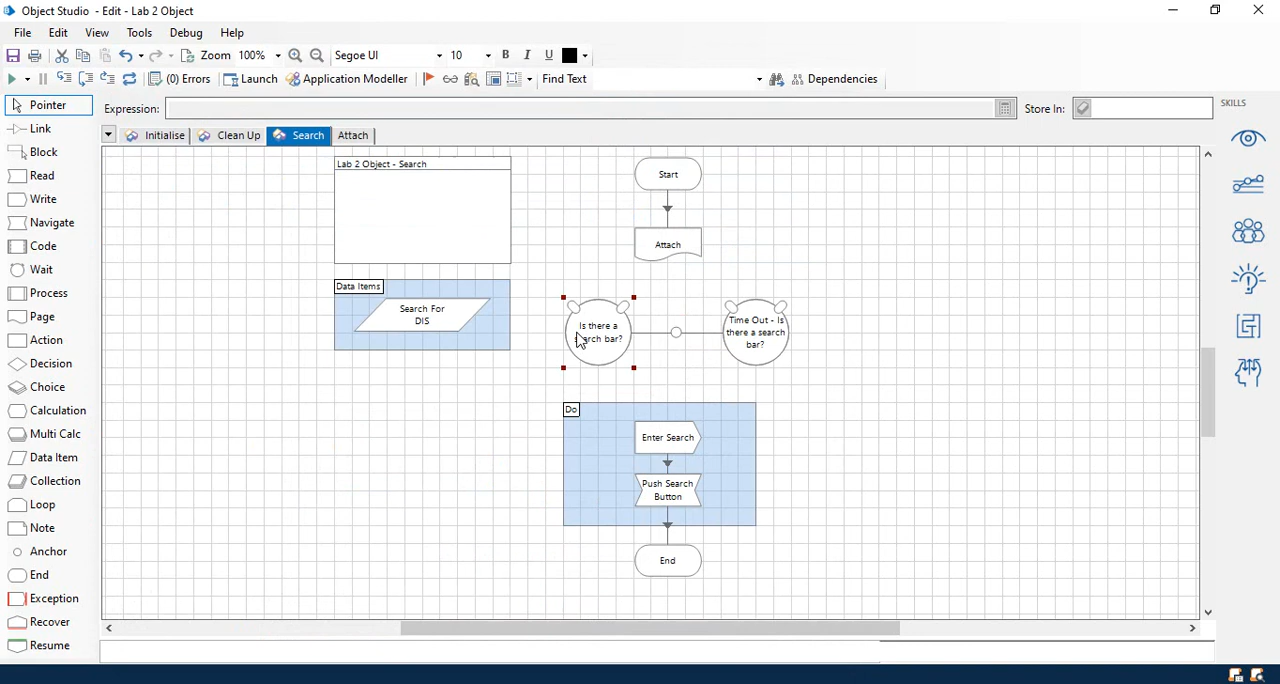 Object Studio - Edit - Lab 2 Object
File Edit View Tools Debug Help
Zoom 100% Segoe UI 10 B I U
(0) Errors Launch Application Modeller Find Text Dependencies
Pointer Expression: Store In: SKILLS
Link Initialise Clean Up Search Attach
Block
Read
Write
Navigate
Code
Wait
Process
Page
Action
Decision
Choice
Calculation
Multi Calc
Data Item
Collection
Loop
Note
Anchor
End
Exception
Recover
Resume
Lab 2 Object - Search
Data Items
Search For
DIS
Start
Attach
Is there a
search bar?
Time Out - Is
there a search
bar?
Do
Enter Search
Push Search
Button
End